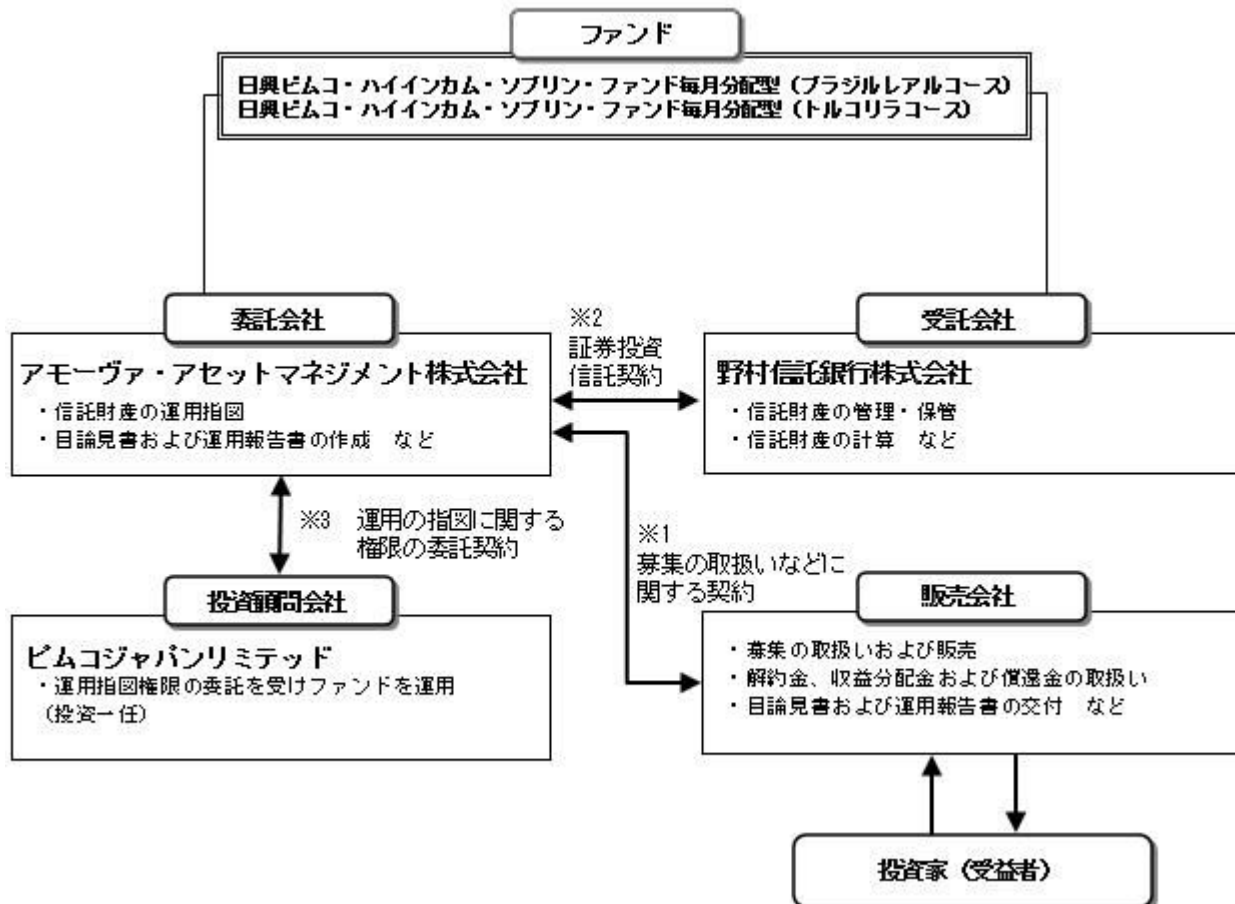 ファンド
日興ピムコ・ハイインカム・ソブリン・ファンド毎月分配型（ブラジルレアルコース）
日興ピムコ・ハイインカム・ソブリン・ファンド毎月分配型（トルコリラコース）
委託会社
アモーヴァ・アセットマネジメント株式会社
・信託財産の運用指図
・目論見書および運用報告書の作成　など
※2
証券投資
信託契約
受託会社
野村信託銀行株式会社
・信託財産の管理・保管
・信託財産の計算　など
※3　運用の指図に関する
権限の委託契約
※1
募集の取扱いなどに
関する契約
投資顧問会社
ピムコジャパンリミテッド
・運用指図権限の委託を受けファンドを運用
（投資一任）
販売会社
・募集の取扱いおよび販売
・解約金、収益分配金および償還金の取扱い
・目論見書および運用報告書の交付　など
投資家（受益者）